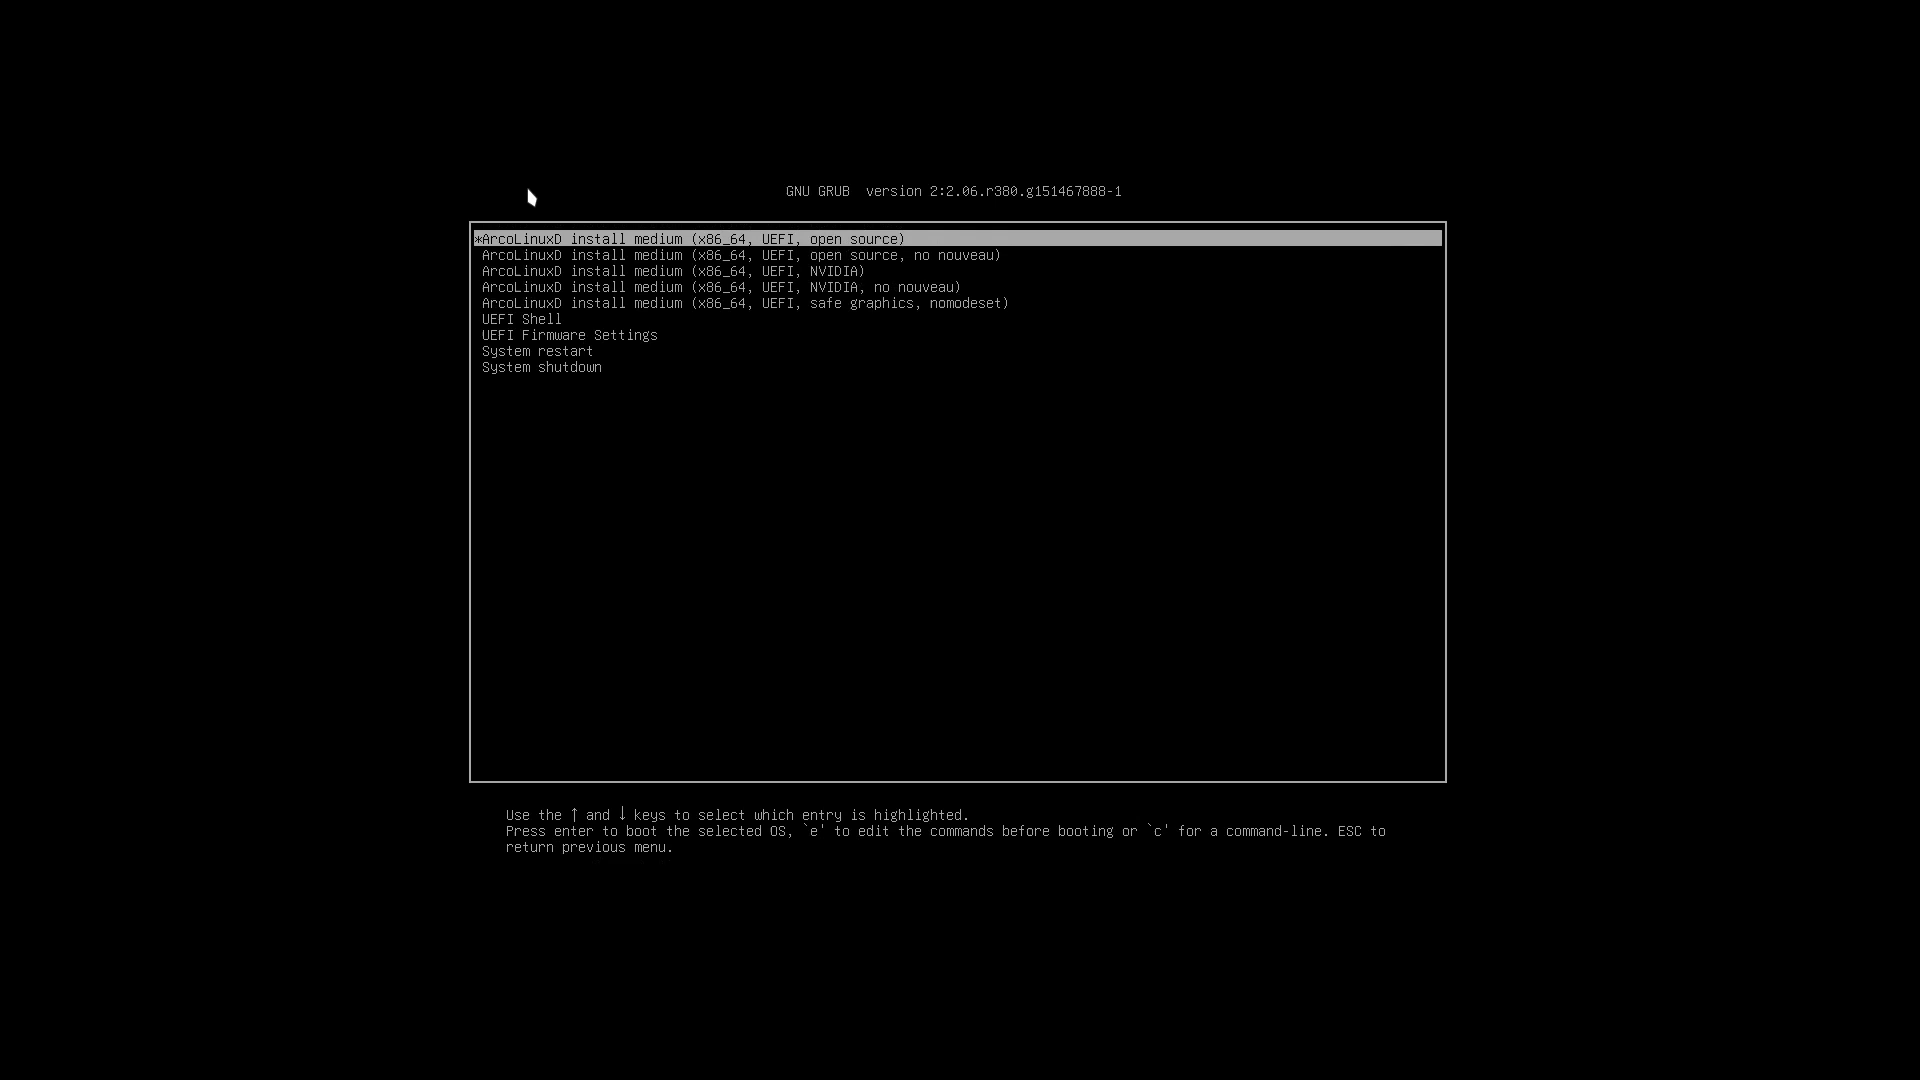 GNU GRUB  version 2:2.06.r380.g151467888-1
*ArcoLinuxD install medium (x86_64, UEFI, open source)
ArcoLinuxD install medium (x86_64, UEFI, open source, no nouveau)
ArcoLinuxD install medium (x86_64, UEFI, NVIDIA)
ArcoLinuxD install medium (x86_64, UEFI, NVIDIA, no nouveau)
ArcoLinuxD install medium (x86_64, UEFI, safe graphics, nomodeset)
UEFI Shell
UEFI Firmware Settings
System restart
System shutdown
Use the ↑ and ↓ keys to select which entry is highlighted.
Press enter to boot the selected OS, `e' to edit the commands before booting or `c' for a command-line. ESC to
return previous menu.